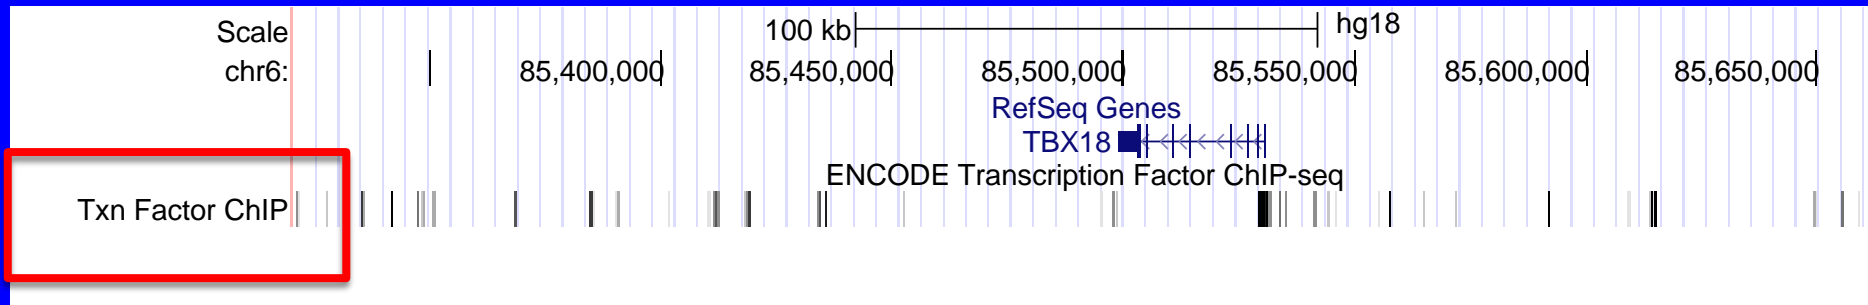 Scale 100 kb hg18
chr6: 85,400,000 85,450,000 85,500,000 85,550,000 85,600,000 85,650,000
RefSeq Genes
TBX18
ENCODE Transcription Factor ChIP-seq
Txn Factor ChIP